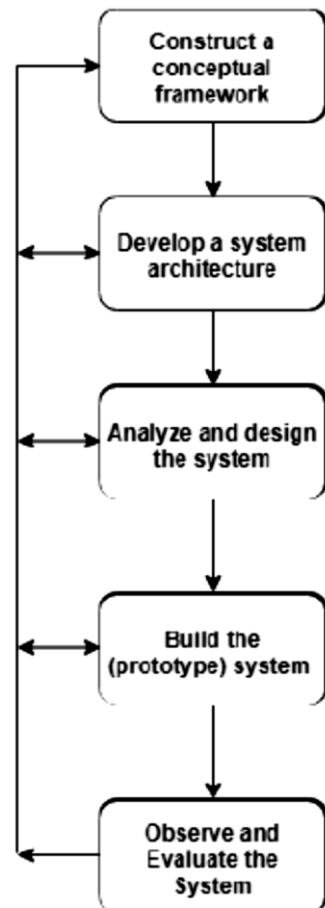 Construct a
conceptual
framework
Develop a system
architecture
Analyze and design
the system
Build the
(prototype) system
Observe and
Evaluate the
System